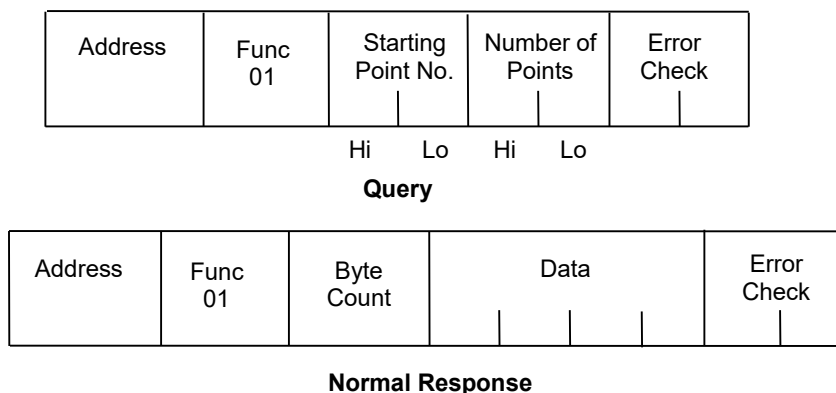 Address
Func
01
Starting
Point No.
Number of
Points
Error
Check
Hi Lo Hi Lo
Query
Address
Func
01
Byte
Count
Data
Error
Check
Normal Response